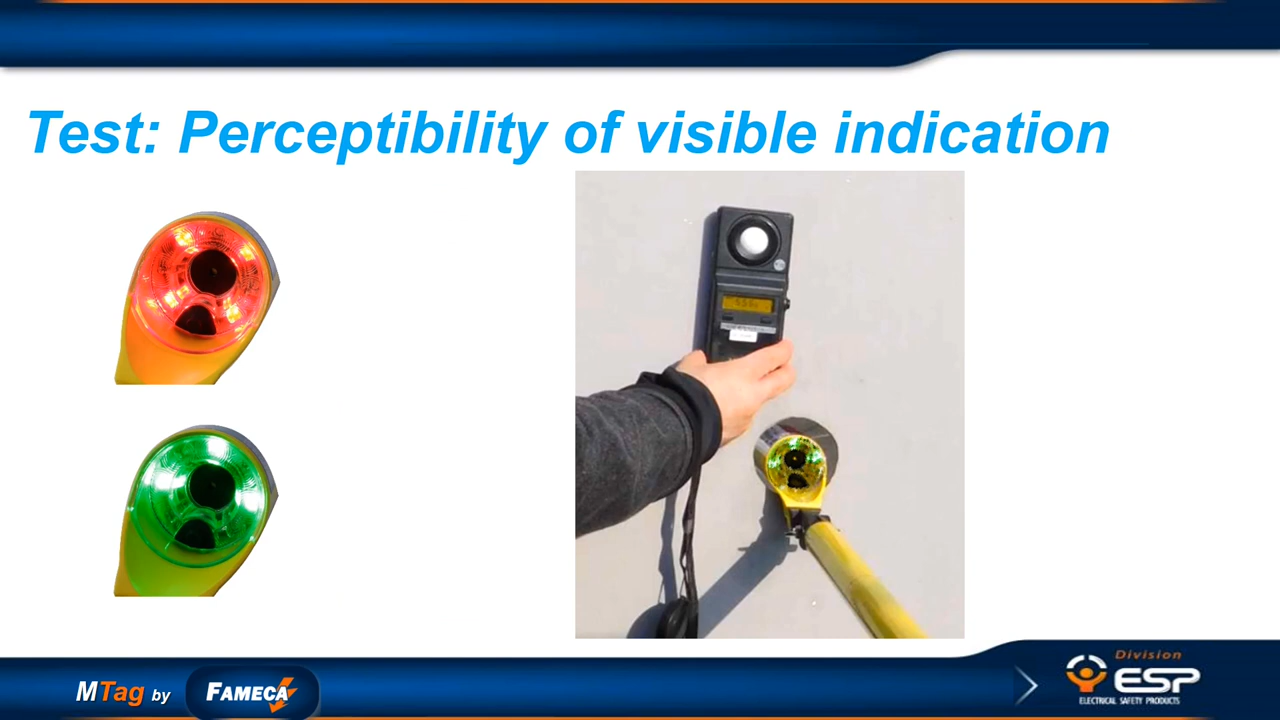 Test: Perceptibility of visible indication
MTag by FAMECA
Division
ESP
ELECTRICAL SAFETY PRODUCTS